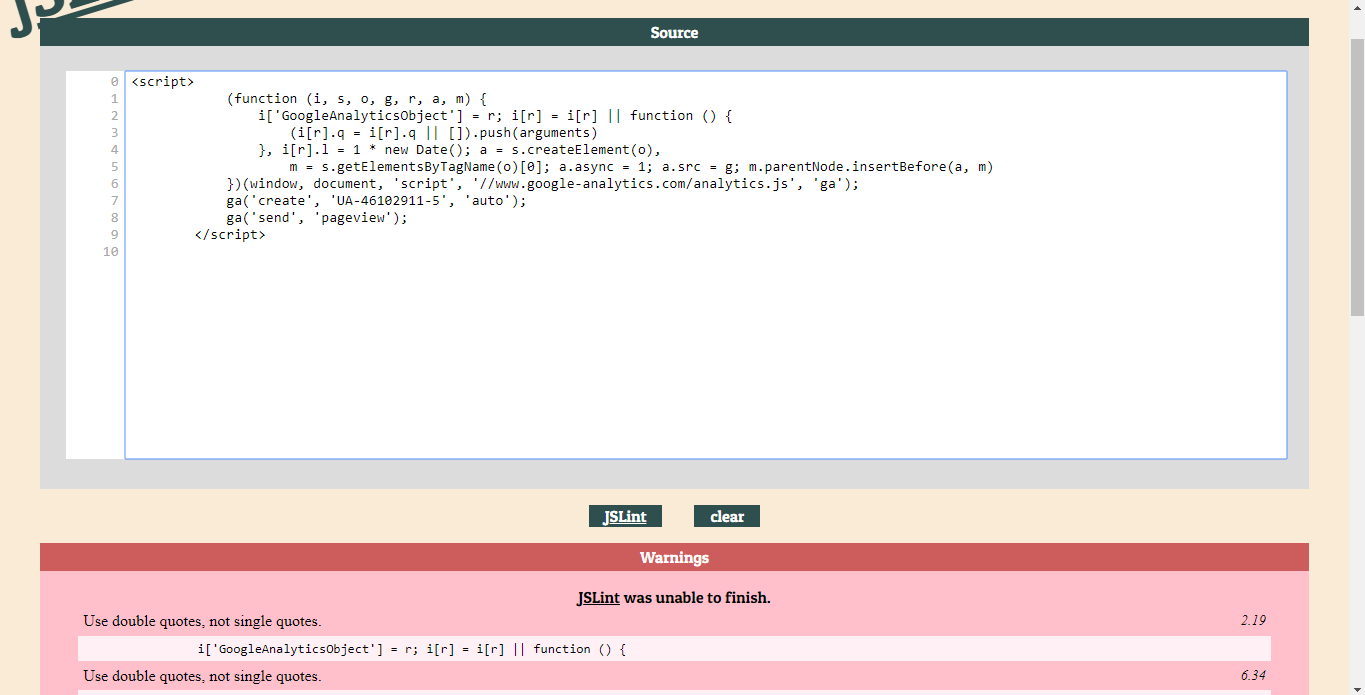 Source
0 <script>
1 (function (i, s, o, g, r, a, m) {
2 i['GoogleAnalyticsObject'] = r; i[r] = i[r] || function () {
3 (i[r].q = i[r].q || []).push(arguments)
4 }, i[r].l = 1 * new Date(); a = s.createElement(o),
5 m = s.getElementsByTagName(o)[0]; a.async = 1; a.src = g; m.parentNode.insertBefore(a, m)
6 })(window, document, 'script', '//www.google-analytics.com/analytics.js', 'ga');
7 ga('create', 'UA-46102911-5', 'auto');
8 ga('send', 'pageview');
9 </script>
10
JSLint clear
Warnings
JSLint was unable to finish.
Use double quotes, not single quotes. 2.19
i['GoogleAnalyticsObject'] = r; i[r] = i[r] || function () {
Use double quotes, not single quotes. 6.34